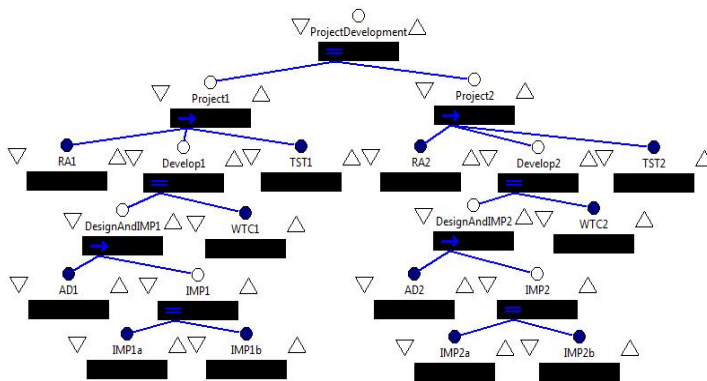 ProjectDevelopment
Project1
Project2
RA1
Develop1
TST1
RA2
Develop2
TST2
DesignAndIMP1
WTC1
DesignAndIMP2
WTC2
AD1
IMP1
AD2
IMP2
IMP1a
IMP1b
IMP2a
IMP2b